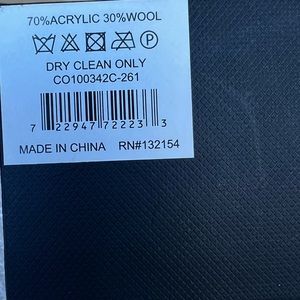 70%ACRYLIC 30%WOOL
P
DRY CLEAN ONLY
CO100342C-261
7 22947 72223 3
MADE IN CHINA RN#132154